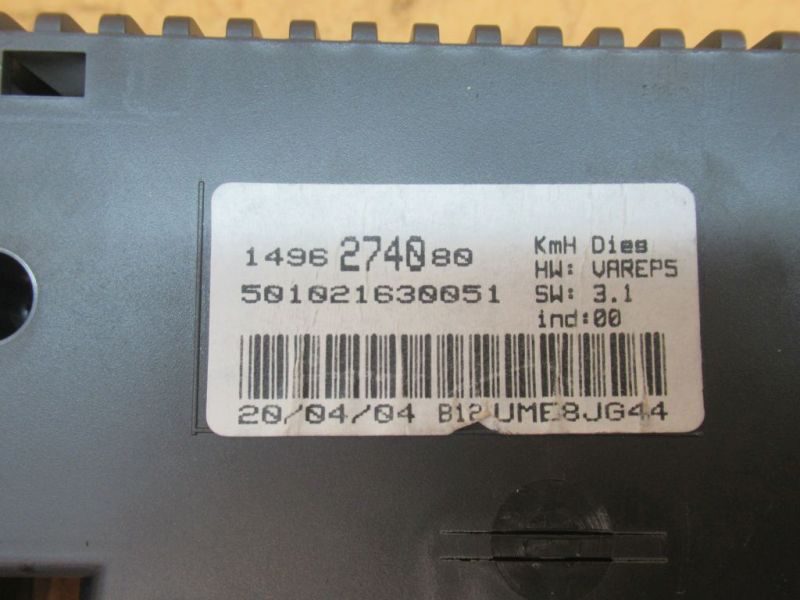 1496 2740 80
501021630051
KmH Dies
HW: VAREP5
SW: 3.1
ind:00
20/04/04 B12 UME8JG44